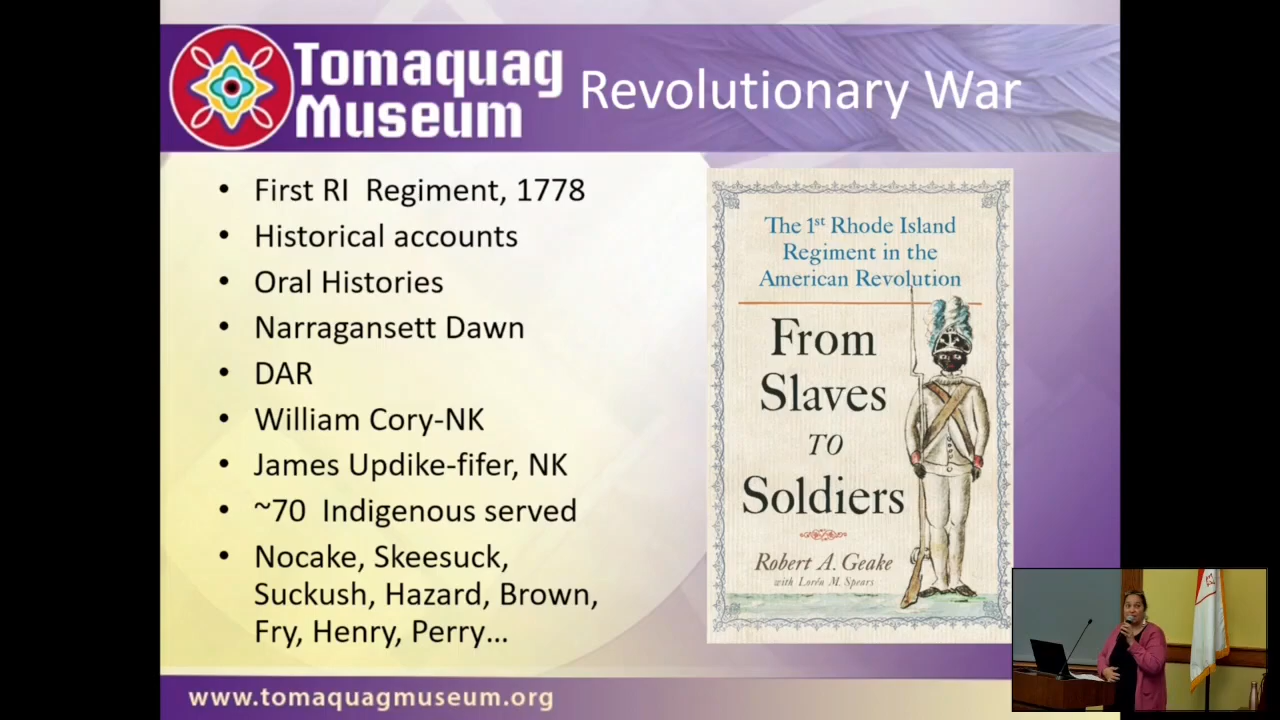 Tomaquag
Museum
Revolutionary War
• First RI Regiment, 1778
• Historical accounts
• Oral Histories
• Narragansett Dawn
• DAR
• William Cory-NK
• James Updike-fifer, NK
• ~70 Indigenous served
• Nocake, Skeesuck,
Suckush, Hazard, Brown,
Fry, Henry, Perry...
The 1st Rhode Island
Regiment in the
American Revolution
From
Slaves
TO
Soldiers
Robert A. Geake
with Lorén M. Spears
www.tomaquagmuseum.org